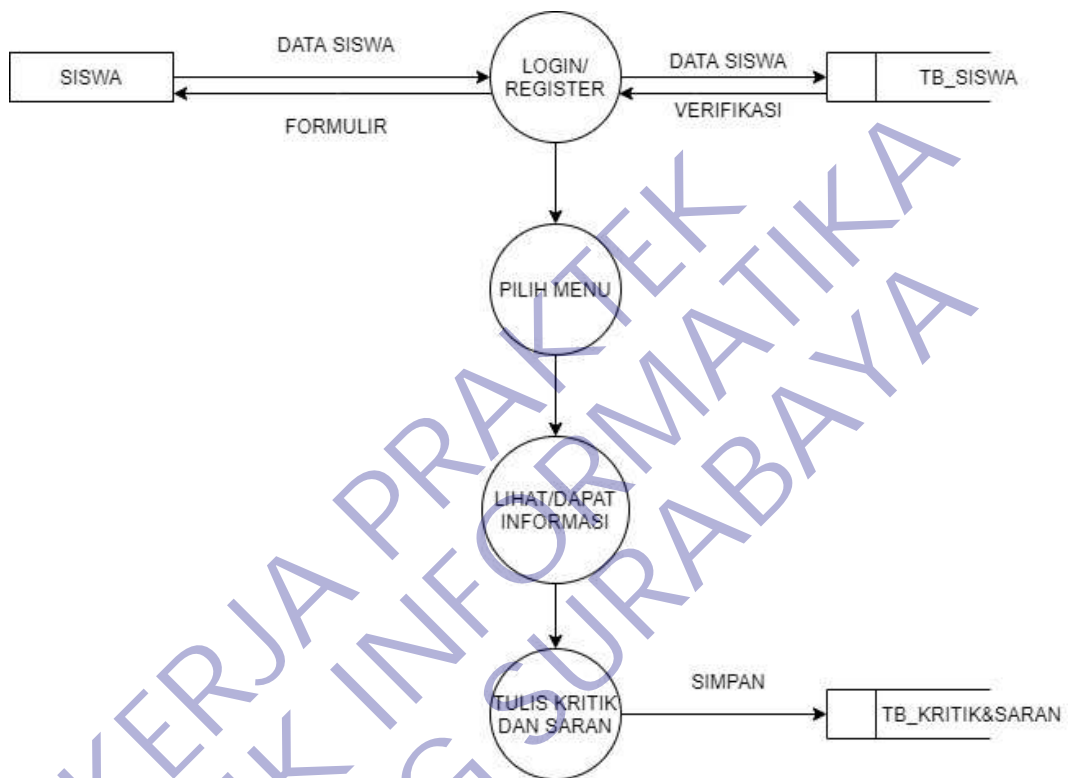 DATA SISWA
SISWA
FORMULIR
LOGIN/
REGISTER
DATA SISWA
VERIFIKASI
TB_SISWA
PILIH MENU
LIHAT/DAPAT
INFORMASI
TULIS KRITIK
DAN SARAN
SIMPAN
TB_KRITIK&SARAN
KERJA PRAKTEK
IK INFORMATIKA
G SURABAYA